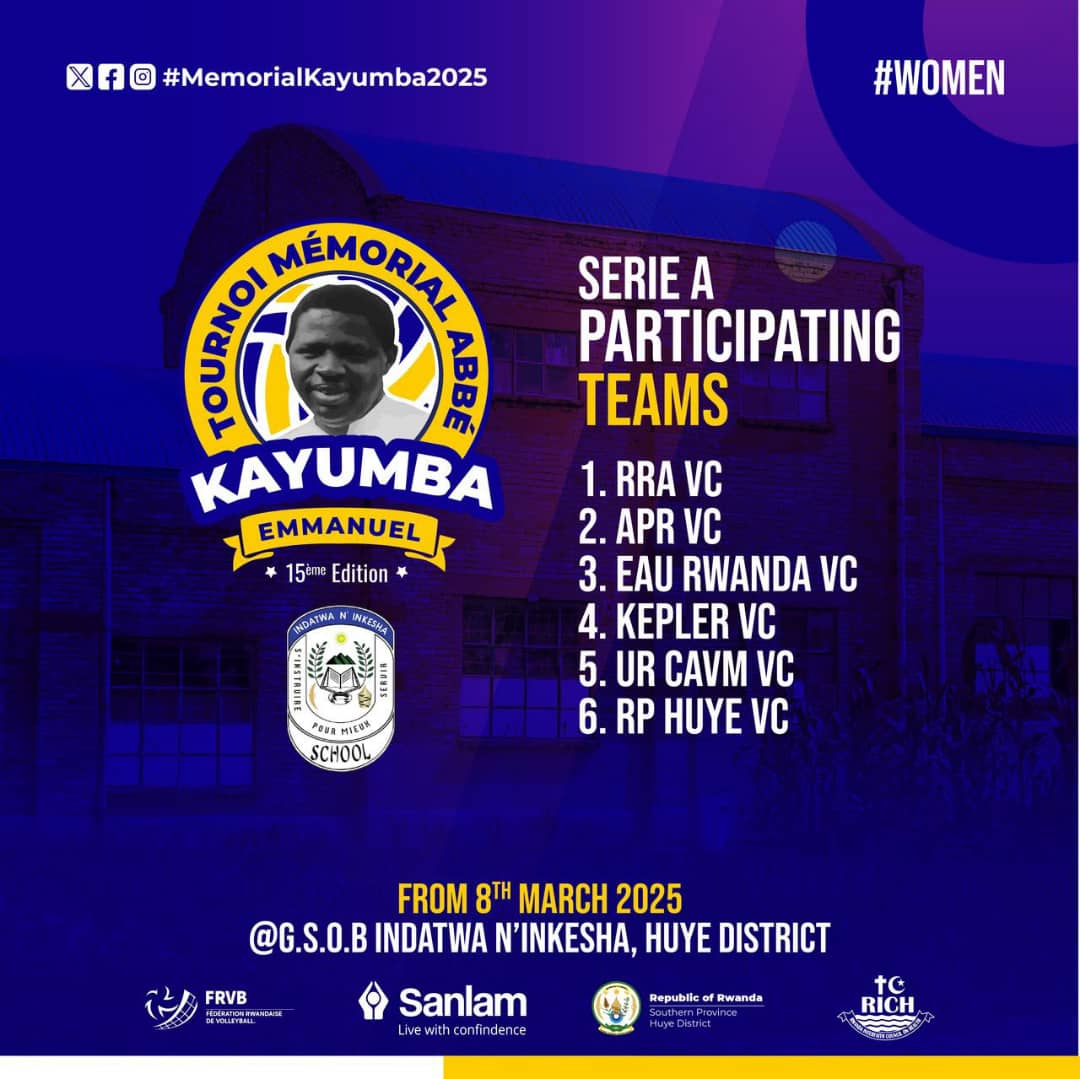 #MemorialKayumba2025
#WOMEN
TOURNOI MÉMORIAL ABBÉ
KAYUMBA
EMMANUEL
15ème Edition
INDATWA N' INKESHA
S'INSTRUIRE
POUR MIEUX
SERVIR
SCHOOL
SERIE A
PARTICIPATING
TEAMS
1. RRA VC
2. APR VC
3. EAU RWANDA VC
4. KEPLER VC
5. UR CAVM VC
6. RP HUYE VC
FROM 8TH MARCH 2025
@G.S.O.B INDATWA N'INKESHA, HUYE DISTRICT
FRVB
FÉDÉRATION RWANDAISE
DE VOLLEYBALL.
Sanlam
Live with confindence
Republic of Rwanda
Southern Province
Huye District
RICH